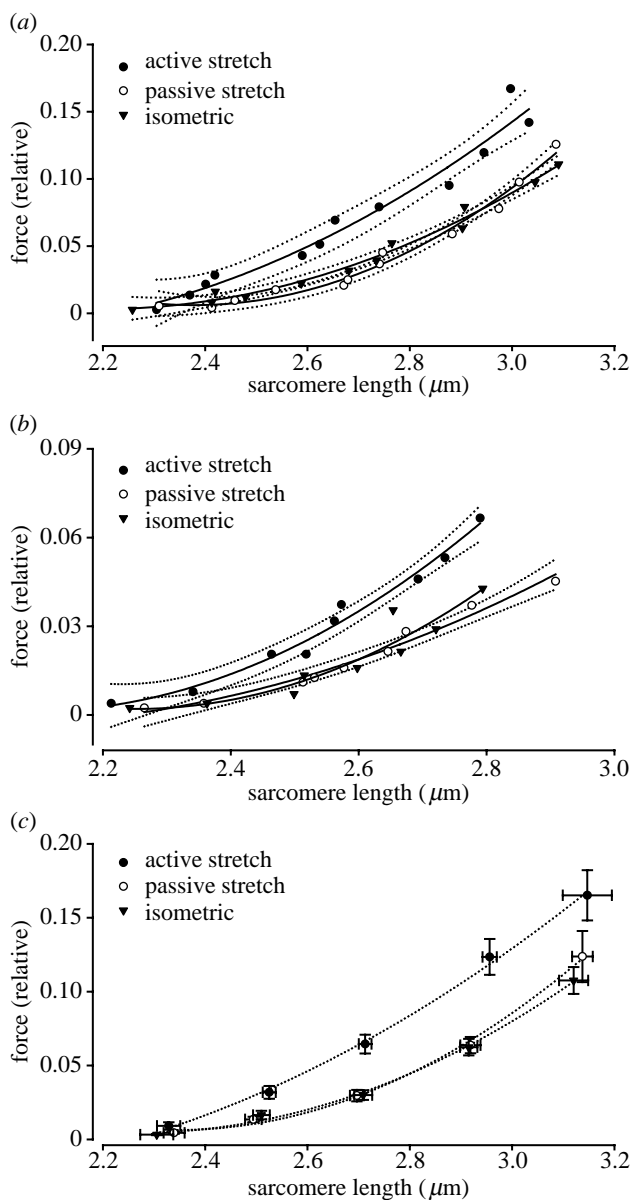 (a)
0.20
active stretch
passive stretch
isometric
0.15
0.10
0.05
0
force (relative)
2.2 2.4 2.6 2.8 3.0 3.2
sarcomere length (μm)
(b)
0.09
active stretch
passive stretch
isometric
0.06
0.03
0
force (relative)
2.2 2.4 2.6 2.8 3.0
sarcomere length (μm)
(c)
0.20
active stretch
passive stretch
isometric
0.15
0.10
0.05
0
force (relative)
2.2 2.4 2.6 2.8 3.0 3.2
sarcomere length (μm)